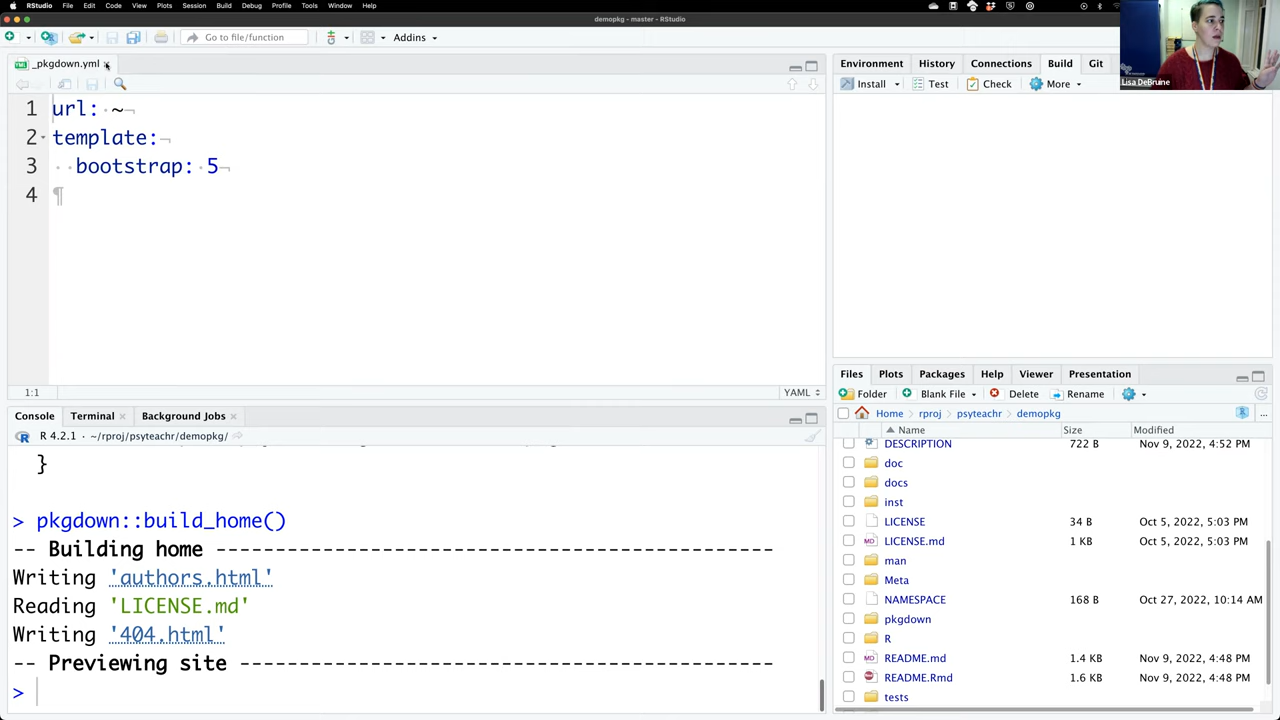 RStudio File Edit Code View Plots Session Build Debug Profile Tools Window Help
demopkg - master - RStudio
Go to file/function Addins
_pkgdown.yml
Environment History Connections Build Git
Install Test Check More
Lisa DeBruine
1 url: ~
2 template:
3 bootstrap: 5
4
1:1 YAML
Files Plots Packages Help Viewer Presentation
Folder Blank File Delete Rename
Home rproj psyteachr demopkg ...
Name Size Modified
DESCRIPTION 722 B Nov 9, 2022, 4:52 PM
doc
docs
inst
LICENSE 34 B Oct 5, 2022, 5:03 PM
LICENSE.md 1 KB Oct 5, 2022, 5:03 PM
man
Meta
NAMESPACE 168 B Oct 27, 2022, 10:14 AM
pkgdown
R
README.md 1.4 KB Nov 9, 2022, 4:48 PM
README.Rmd 1.6 KB Nov 9, 2022, 4:48 PM
tests
Console Terminal Background Jobs
R 4.2.1 · ~/rproj/psyteachr/demopkg/
}
> pkgdown::build_home()
-- Building home -----------------------------------------------
Writing 'authors.html'
Reading 'LICENSE.md'
Writing '404.html'
-- Previewing site ---------------------------------------------
>